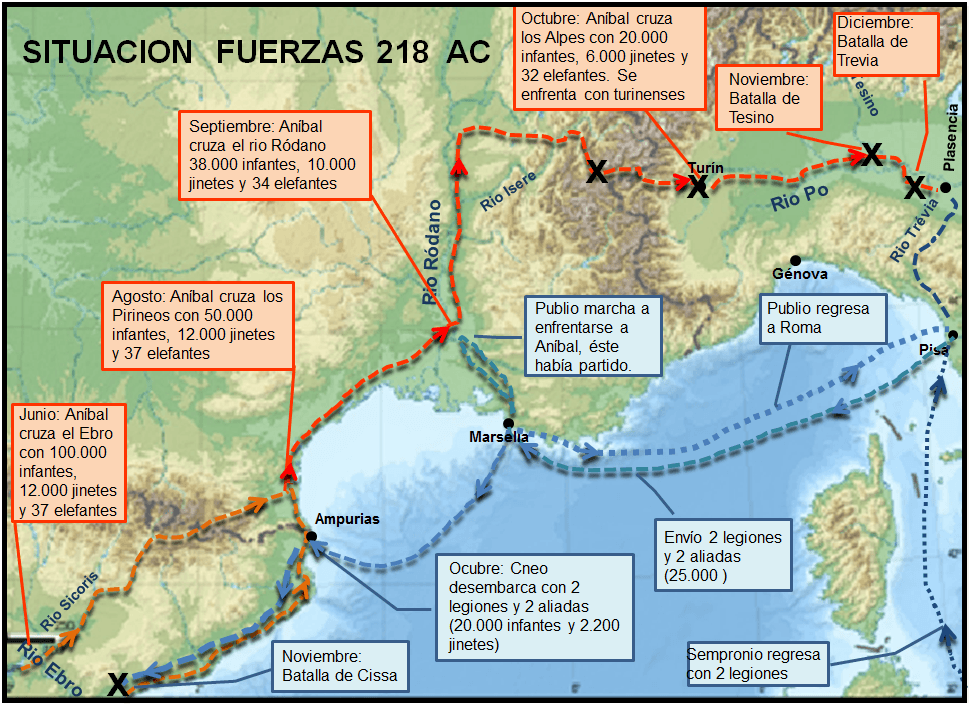 SITUACION FUERZAS 218 AC
Octubre: Aníbal cruza
los Alpes con 20.000
infantes, 6.000 jinetes y
32 elefantes. Se
enfrenta con turinenses
Diciembre:
Batalla de
Trevia
Noviembre:
Batalla de
Tesino
Tesino
Plasencia
Septiembre: Aníbal
cruza el rio Ródano
38.000 infantes, 10.000
jinetes y 34 elefantes
Turín
Rio Isere
Rio Po
Rio Trévia
Rio Ródano
Génova
Agosto: Aníbal cruza los
Pirineos con 50.000
infantes, 12.000 jinetes
y 37 elefantes
Publio marcha a
enfrentarse a
Aníbal, éste
había partido.
Publio regresa
a Roma
Pisa
Junio: Aníbal
cruza el Ebro
con 100.000
infantes,
12.000 jinetes
y 37 elefantes
Marsella
Ampurias
Envío 2 legiones
y 2 aliadas
(25.000 )
Ocubre: Cneo
desembarca con 2
legiones y 2 aliadas
(20.000 infantes y 2.200
jinetes)
Rio Sicoris
Rio Ebro
Noviembre:
Batalla de Cissa
Sempronio regresa
con 2 legiones